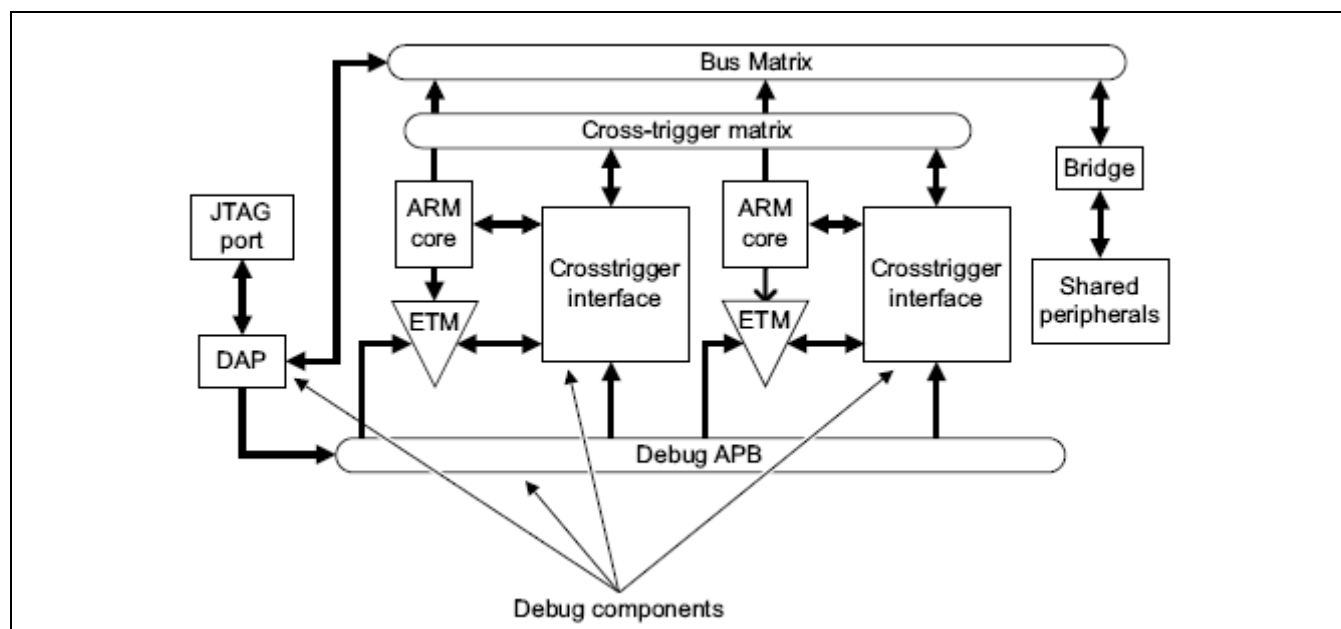 Bus Matrix
Cross-trigger matrix
JTAG
port
ARM
core
Crosstrigger
interface
ARM
core
Crosstrigger
interface
Bridge
Shared
peripherals
ETM
ETM
DAP
Debug APB
Debug components